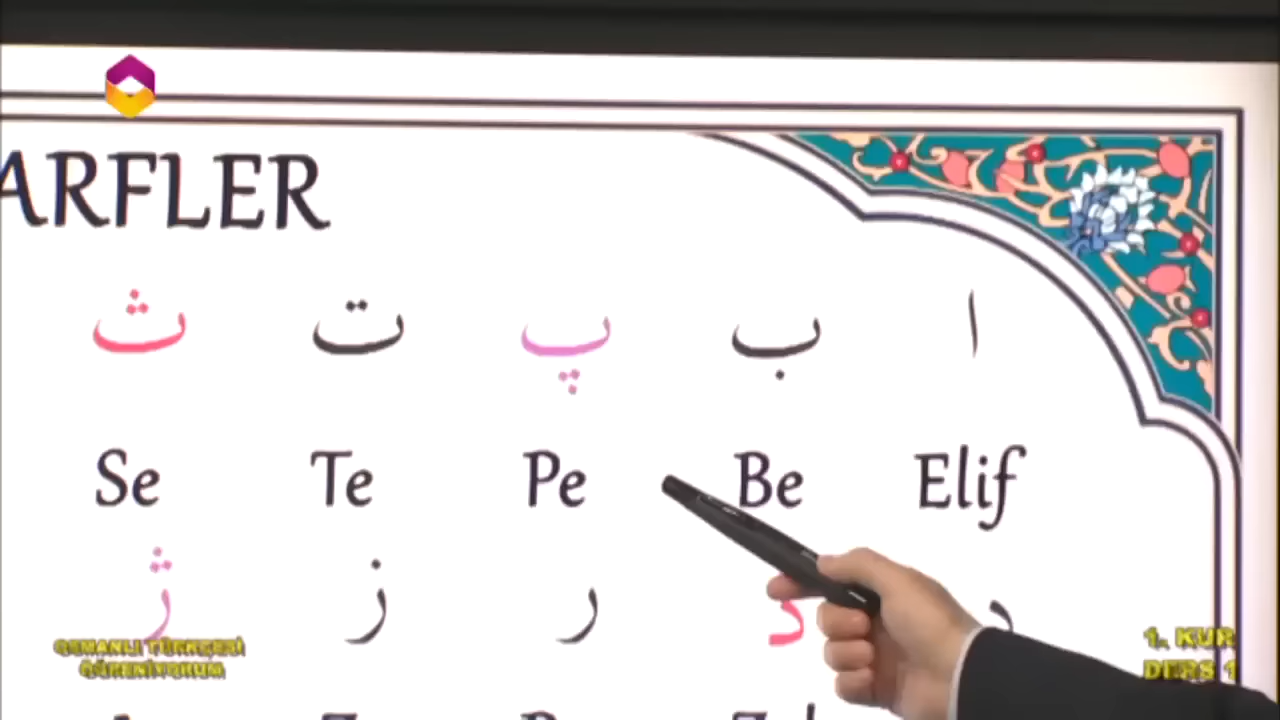 ARFLER
ا ب پ ت ث
Elif Be Pe Te Se
ر ز ژ
OSMANLI TÜRKÇESİ
ÖĞRENİYORUM
1. KUR
DERS 1